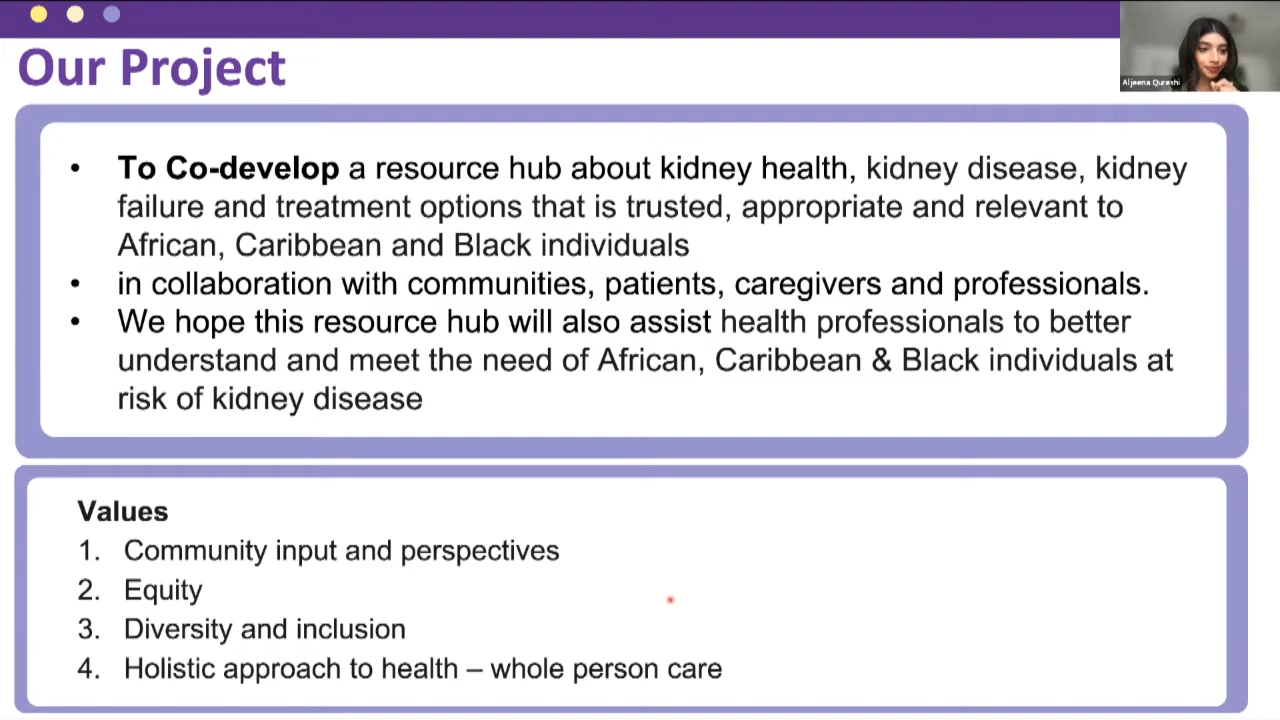 Our Project
Aljeena Qureshi
• To Co-develop a resource hub about kidney health, kidney disease, kidney
failure and treatment options that is trusted, appropriate and relevant to
African, Caribbean and Black individuals
• in collaboration with communities, patients, caregivers and professionals.
• We hope this resource hub will also assist health professionals to better
understand and meet the need of African, Caribbean & Black individuals at
risk of kidney disease
Values
1. Community input and perspectives
2. Equity
3. Diversity and inclusion
4. Holistic approach to health – whole person care